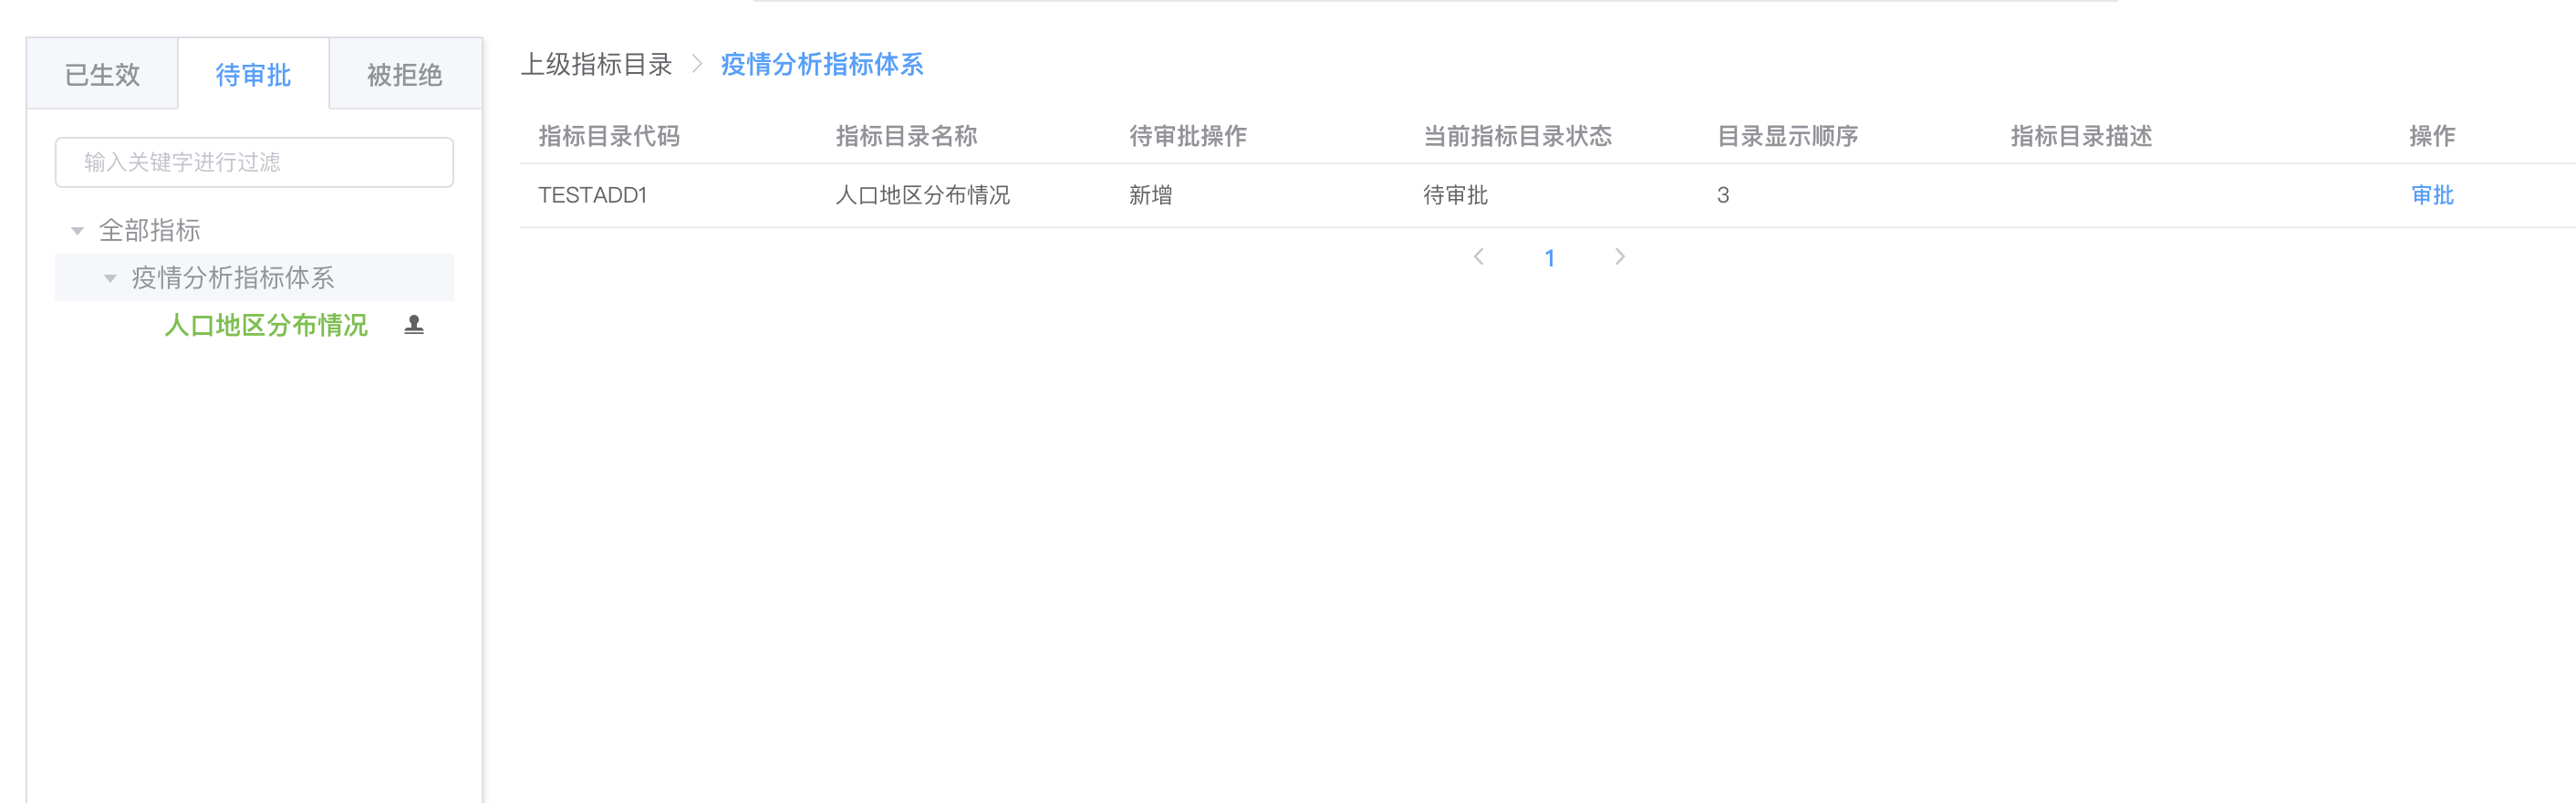 已生效 待审批 被拒绝
输入关键字进行过滤
全部指标
疫情分析指标体系
人口地区分布情况
上级指标目录 > 疫情分析指标体系
指标目录代码 指标目录名称 待审批操作 当前指标目录状态 目录显示顺序 指标目录描述 操作
TESTADD1 人口地区分布情况 新增 待审批 3 审批
< 1 >